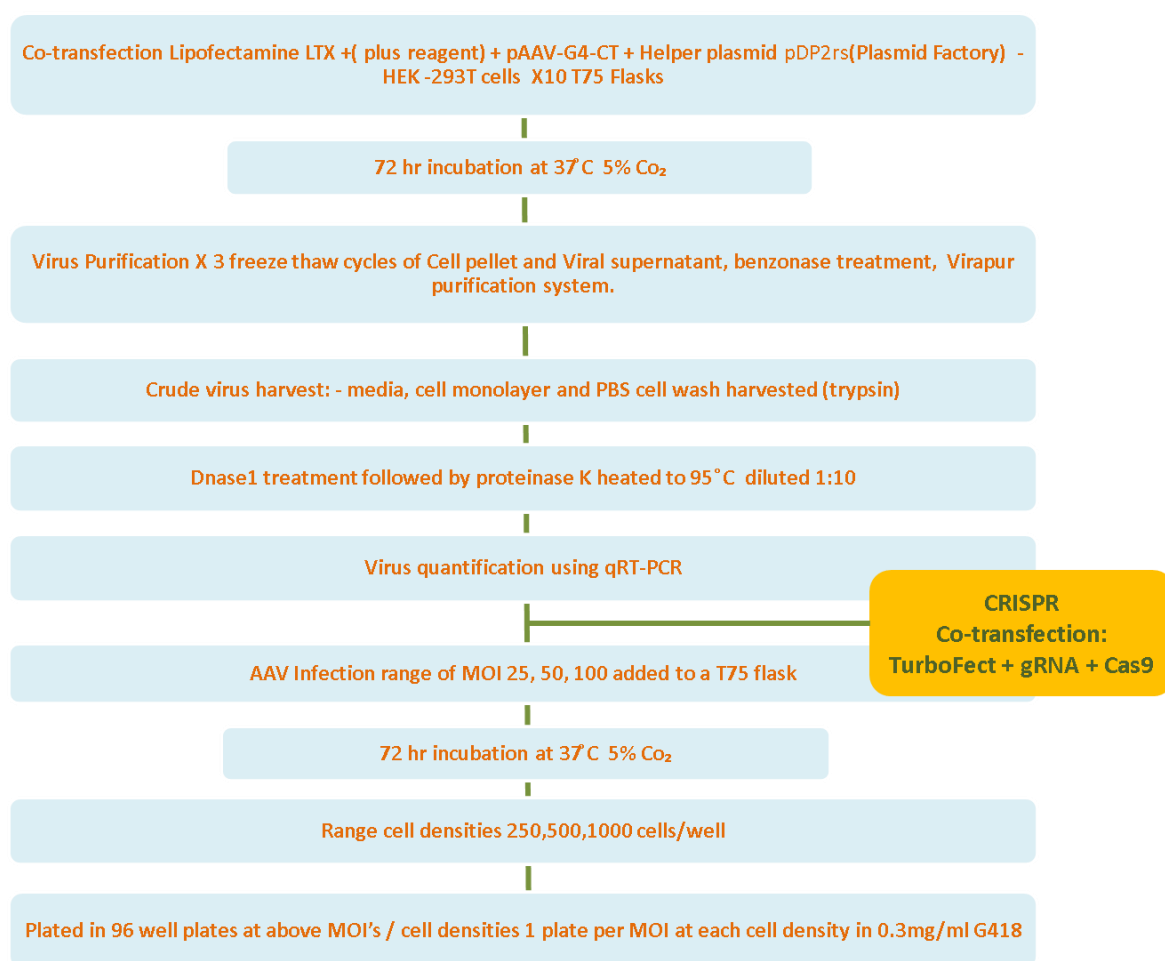 Co-transfection Lipofectamine LTX +( plus reagent) + pAAV-G4-CT + Helper plasmid pDP2rs(Plasmid Factory) -
HEK -293T cells X10 T75 Flasks
72 hr incubation at 37°C 5% Co₂
Virus Purification X 3 freeze thaw cycles of Cell pellet and Viral supernatant, benzonase treatment, Virapur
purification system.
Crude virus harvest: - media, cell monolayer and PBS cell wash harvested (trypsin)
Dnase1 treatment followed by proteinase K heated to 95°C diluted 1:10
Virus quantification using qRT-PCR
CRISPR
Co-transfection:
TurboFect + gRNA + Cas9
AAV Infection range of MOI 25, 50, 100 added to a T75 flask
72 hr incubation at 37°C 5% Co₂
Range cell densities 250,500,1000 cells/well
Plated in 96 well plates at above MOI's / cell densities 1 plate per MOI at each cell density in 0.3mg/ml G418